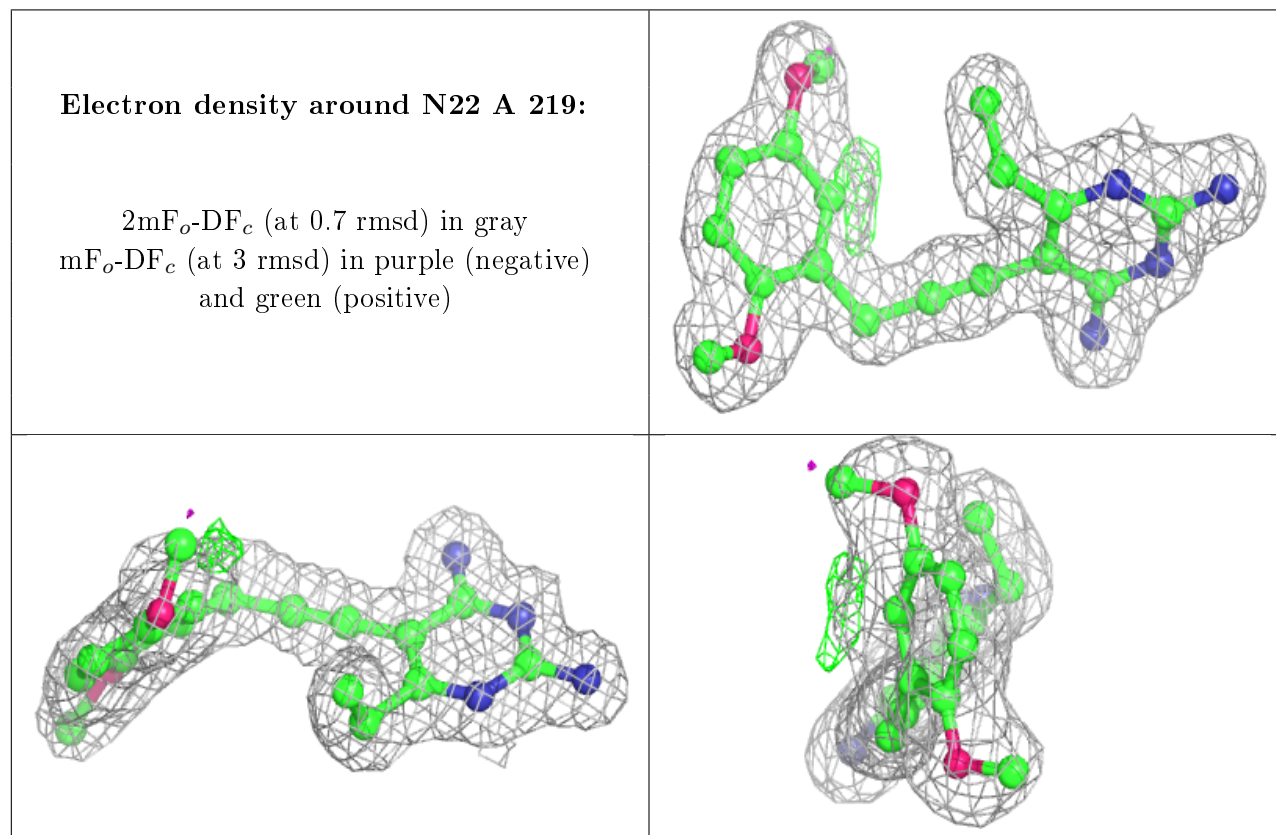 Electron density around N22 A 219:
2mFₒ-DF𝒸 (at 0.7 rmsd) in gray
mFₒ-DF𝒸 (at 3 rmsd) in purple (negative)
and green (positive)